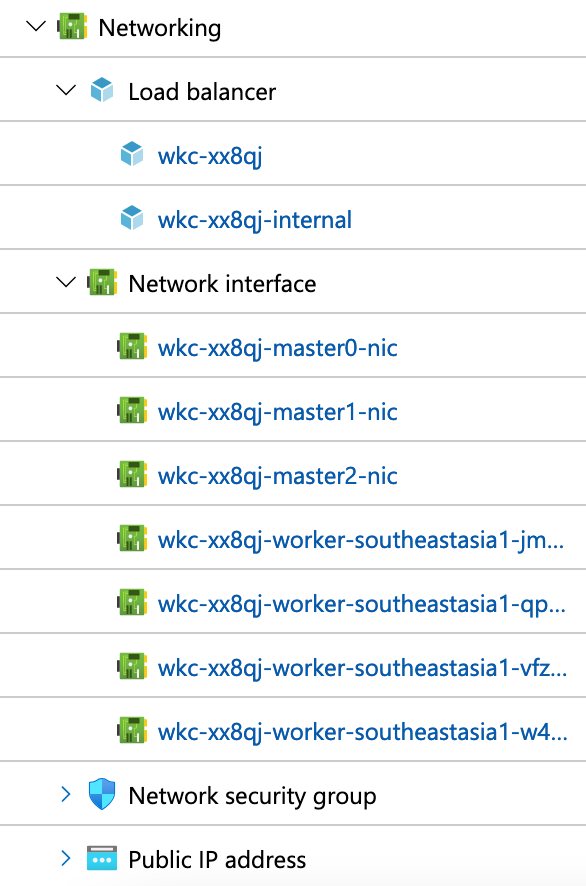 Networking
Load balancer
wkc-xx8qj
wkc-xx8qj-internal
Network interface
wkc-xx8qj-master0-nic
wkc-xx8qj-master1-nic
wkc-xx8qj-master2-nic
wkc-xx8qj-worker-southeastasia1-jm...
wkc-xx8qj-worker-southeastasia1-qp...
wkc-xx8qj-worker-southeastasia1-vfz...
wkc-xx8qj-worker-southeastasia1-w4...
Network security group
Public IP address